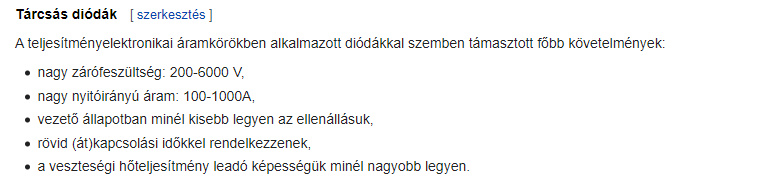 Tárcsás diódák [ szerkesztés ]
A teljesítményelektronikai áramkörökben alkalmazott diódákkal szemben támasztott főbb követelmények:
• nagy zárófeszültség: 200-6000 V,
• nagy nyitóirányú áram: 100-1000A,
• vezető állapotban minél kisebb legyen az ellenállásuk,
• rövid (át)kapcsolási időkkel rendelkezzenek,
• a veszteségi hőteljesítmény leadó képességük minél nagyobb legyen.